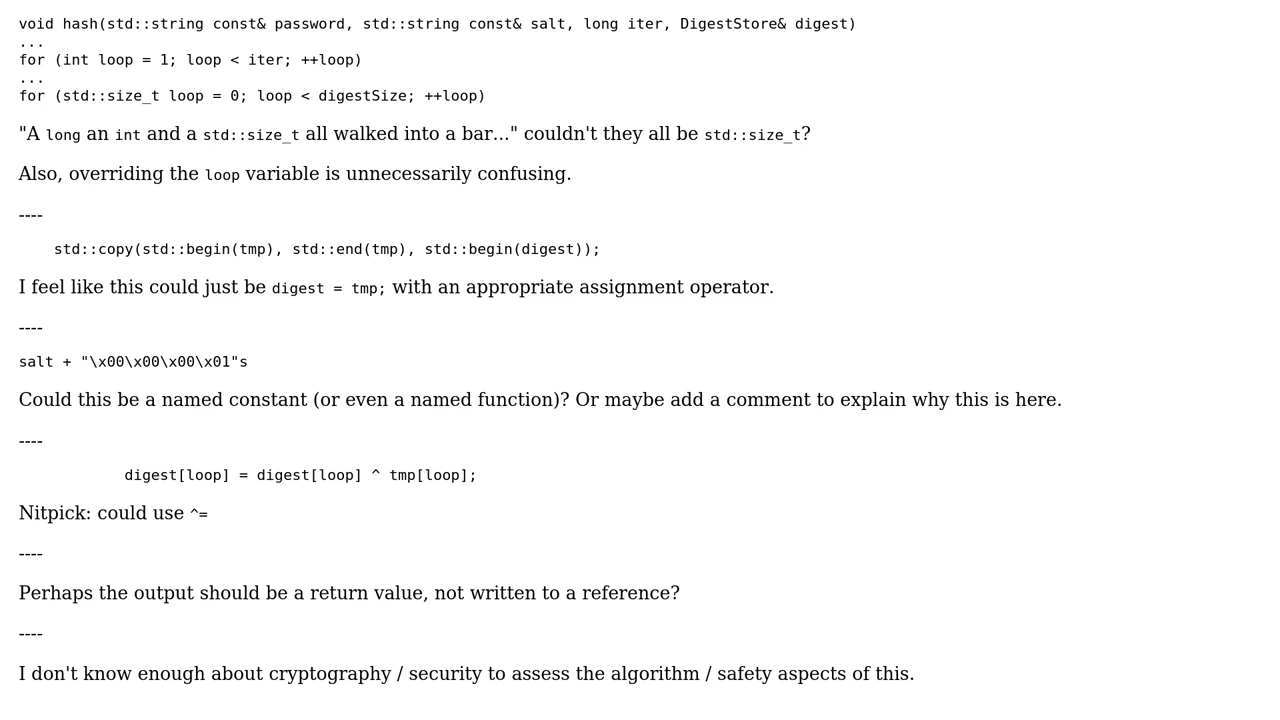 void hash(std::string const& password, std::string const& salt, long iter, DigestStore& digest)
...
for (int loop = 1; loop < iter; ++loop)
...
for (std::size_t loop = 0; loop < digestSize; ++loop)
"A long an int and a std::size_t all walked into a bar..." couldn't they all be std::size_t?
Also, overriding the loop variable is unnecessarily confusing.
----
std::copy(std::begin(tmp), std::end(tmp), std::begin(digest));
I feel like this could just be digest = tmp; with an appropriate assignment operator.
----
salt + "\x00\x00\x00\x01"s
Could this be a named constant (or even a named function)? Or maybe add a comment to explain why this is here.
----
digest[loop] = digest[loop] ^ tmp[loop];
Nitpick: could use ^=
----
Perhaps the output should be a return value, not written to a reference?
----
I don't know enough about cryptography / security to assess the algorithm / safety aspects of this.